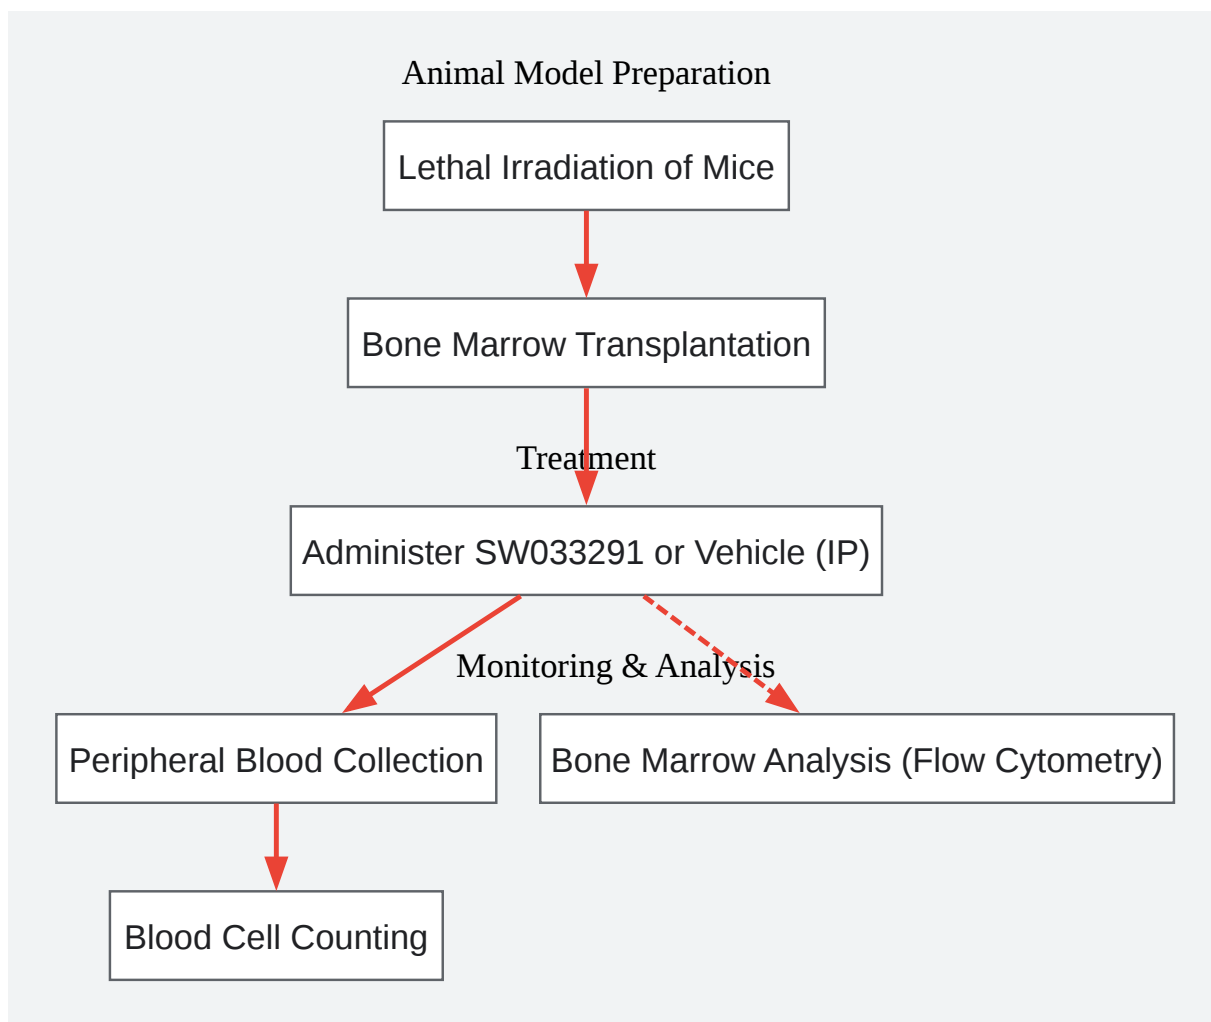 Animal Model Preparation
Lethal Irradiation of Mice
Bone Marrow Transplantation
Treatment
Administer SW033291 or Vehicle (IP)
Monitoring & Analysis
Peripheral Blood Collection
Bone Marrow Analysis (Flow Cytometry)
Blood Cell Counting